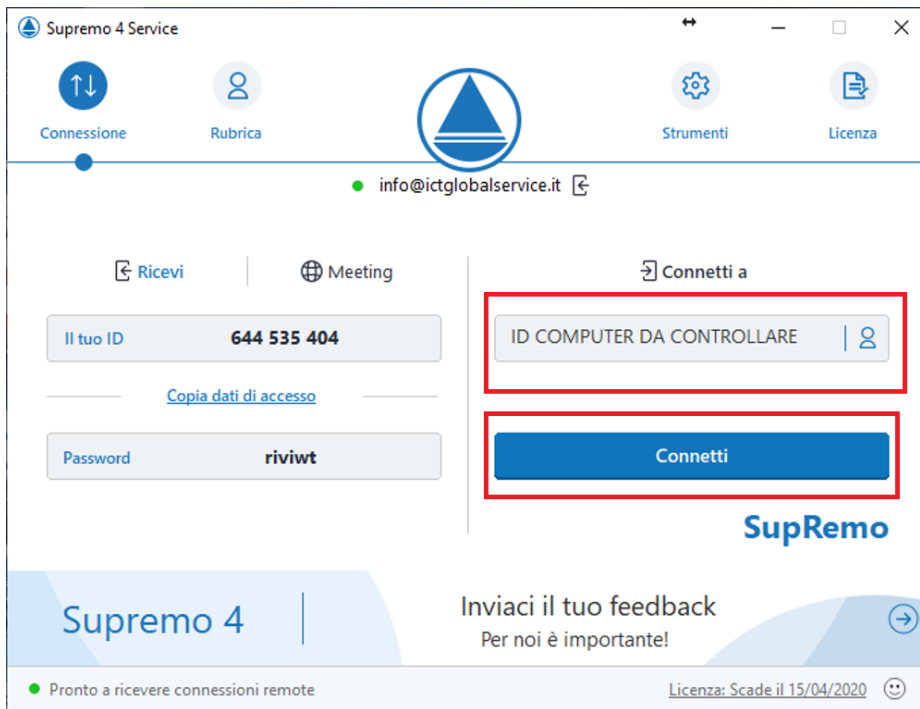 Supremo 4 Service
Connessione
Rubrica
Strumenti
Licenza
info@ictglobalservice.it
Ricevi
Meeting
Il tuo ID 644 535 404
Copia dati di accesso
Password riviwt
Connetti a
ID COMPUTER DA CONTROLLARE
Connetti
SupRemo
Supremo 4
Inviaci il tuo feedback
Per noi è importante!
Pronto a ricevere connessioni remote
Licenza: Scade il 15/04/2020